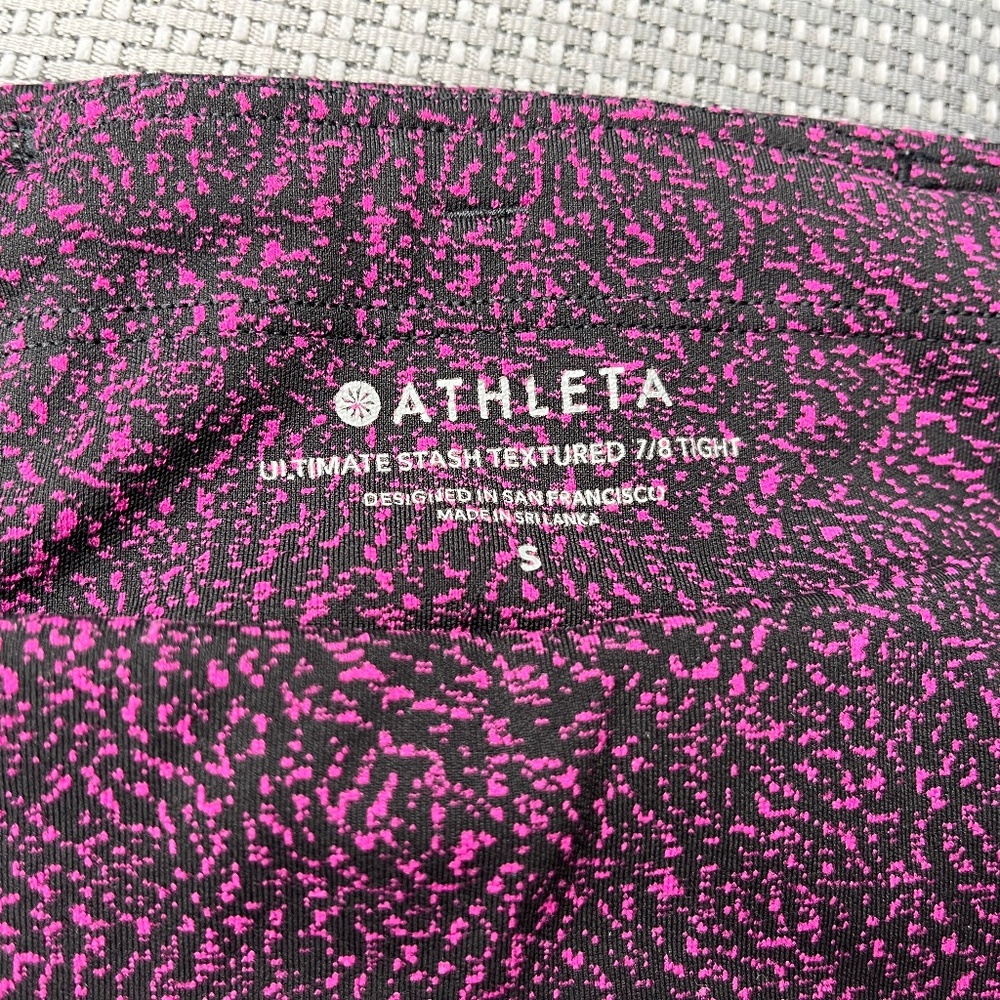 ATHLETA
ULTIMATE STASH TEXTURED 7/8 TIGHT
DESIGNED IN SAN FRANCISCO
MADE IN SRI LANKA
S